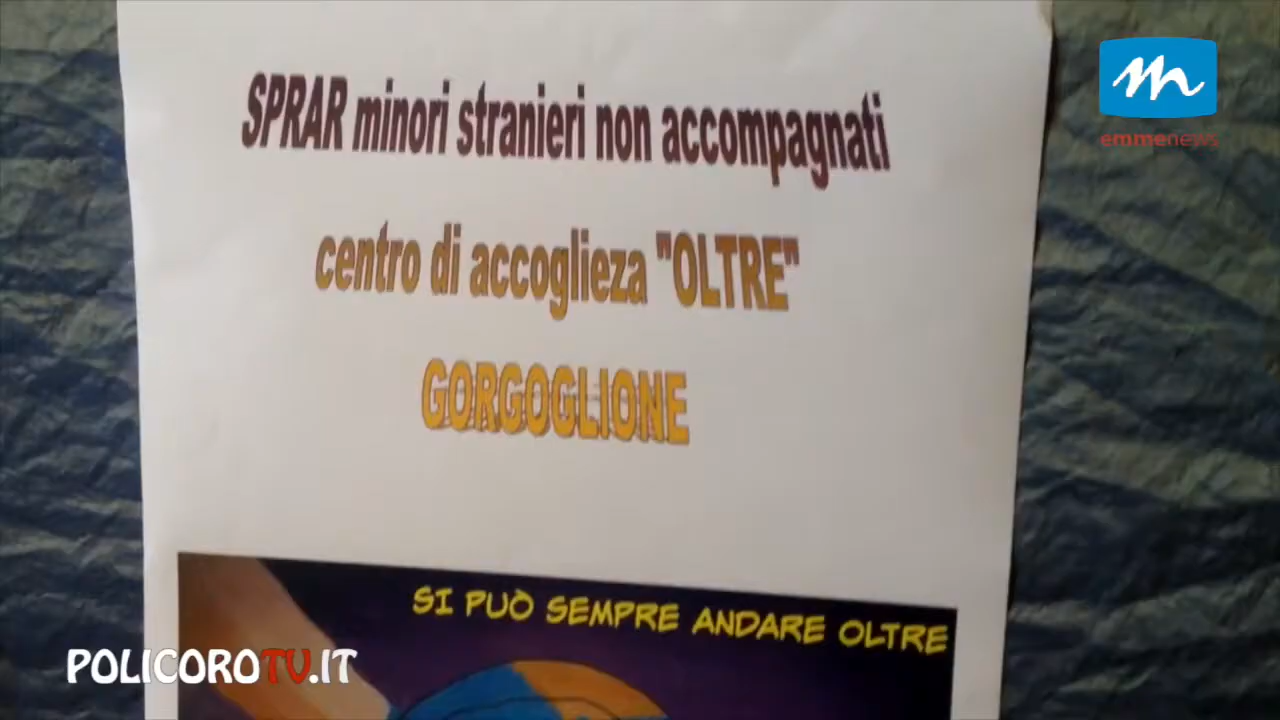 SPRAR minori stranieri non accompagnati
centro di accoglieza "OLTRE"
GORGOGLIONE
SI PUÒ SEMPRE ANDARE OLTRE
m
emmenews
POLICOROTV.IT